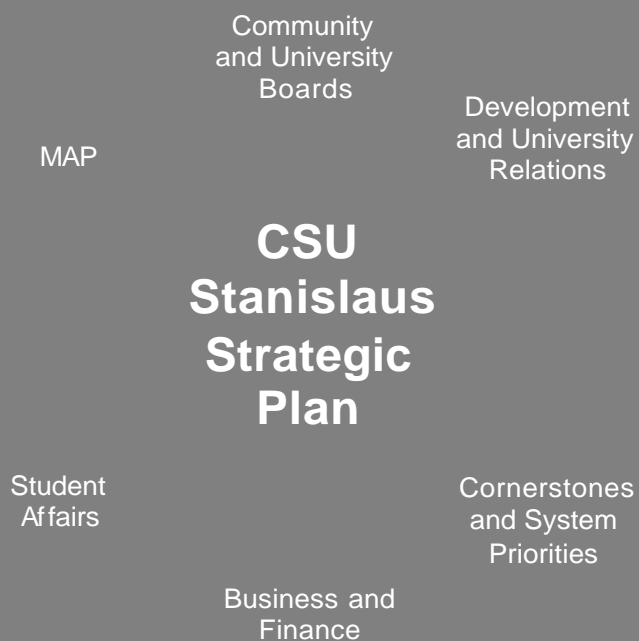 Community
and University
Boards
Development
and University
Relations
MAP
CSU
Stanislaus
Strategic
Plan
Student
Affairs
Cornerstones
and System
Priorities
Business and
Finance